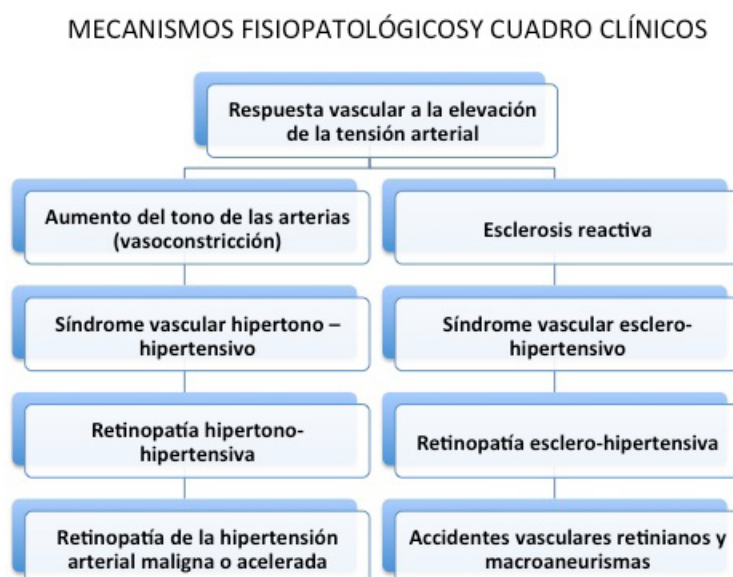 MECANISMOS FISIOPATOLÓGICOSY CUADRO CLÍNICOS
Respuesta vascular a la elevación
de la tensión arterial
Aumento del tono de las arterias
(vasoconstricción)
Síndrome vascular hipertono –
hipertensivo
Retinopatía hipertono-
hipertensiva
Retinopatía de la hipertensión
arterial maligna o acelerada
Esclerosis reactiva
Síndrome vascular esclero-
hipertensivo
Retinopatía esclero-hipertensiva
Accidentes vasculares retinianos y
macroaneurismas